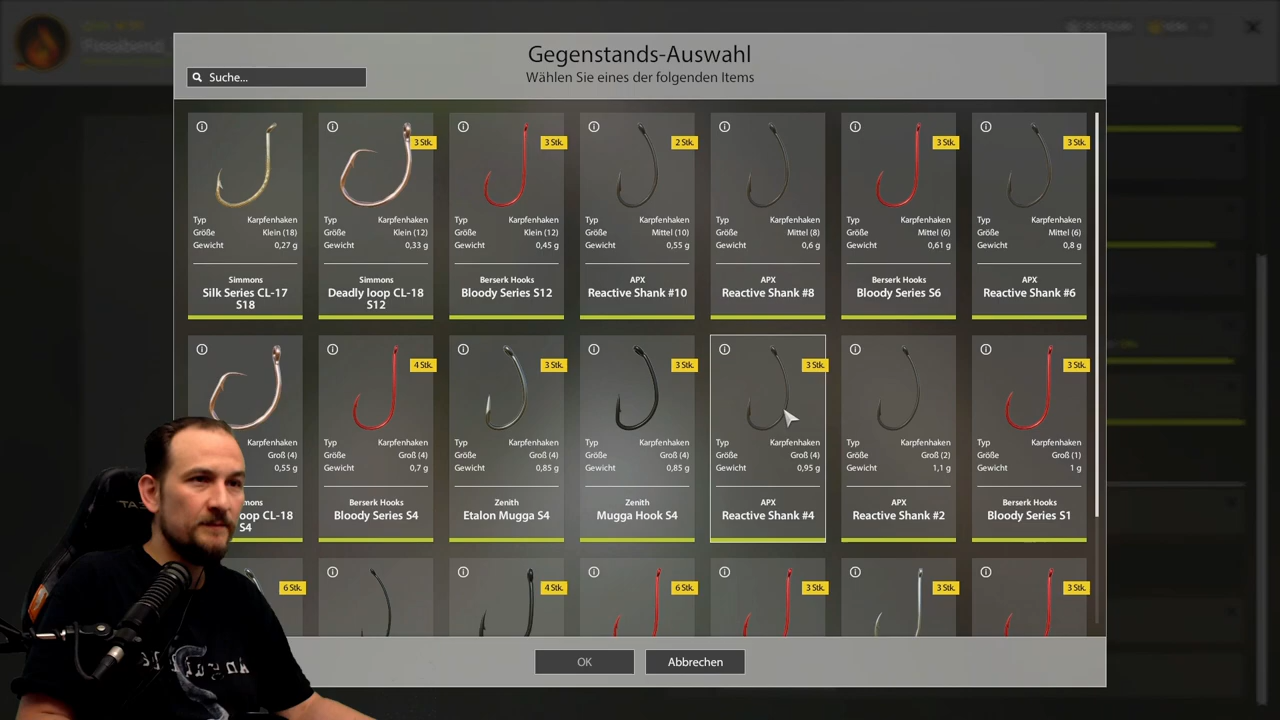 Gegenstands-Auswahl
Wählen Sie eines der folgenden Items
Suche...
Typ Karpfenhaken
Größe Klein (18)
Gewicht 0,27 g
Simmons
Silk Series CL-17
S18
3 Stk.
Typ Karpfenhaken
Größe Klein (12)
Gewicht 0,33 g
Simmons
Deadly loop CL-18
S12
3 Stk.
Typ Karpfenhaken
Größe Klein (12)
Gewicht 0,45 g
Berserk Hooks
Bloody Series S12
2 Stk.
Typ Karpfenhaken
Größe Mittel (10)
Gewicht 0,55 g
APX
Reactive Shank #10
Typ Karpfenhaken
Größe Mittel (8)
Gewicht 0,6 g
APX
Reactive Shank #8
3 Stk.
Typ Karpfenhaken
Größe Mittel (6)
Gewicht 0,61 g
Berserk Hooks
Bloody Series S6
3 Stk.
Typ Karpfenhaken
Größe Mittel (6)
Gewicht 0,8 g
APX
Reactive Shank #6
Karpfenhaken
Groß (4)
0,55 g
mons
oop CL-18
S4
4 Stk.
Typ Karpfenhaken
Größe Groß (4)
Gewicht 0,7 g
Berserk Hooks
Bloody Series S4
3 Stk.
Typ Karpfenhaken
Größe Groß (4)
Gewicht 0,85 g
Zenith
Etalon Mugga S4
3 Stk.
Typ Karpfenhaken
Größe Groß (4)
Gewicht 0,85 g
Zenith
Mugga Hook S4
3 Stk.
Typ Karpfenhaken
Größe Groß (4)
Gewicht 0,95 g
APX
Reactive Shank #4
Typ Karpfenhaken
Größe Groß (2)
Gewicht 1,1 g
APX
Reactive Shank #2
3 Stk.
Typ Karpfenhaken
Größe Groß (1)
Gewicht 1 g
Berserk Hooks
Bloody Series S1
6 Stk.
4 Stk.
6 Stk.
3 Stk.
3 Stk.
3 Stk.
OK
Abbrechen